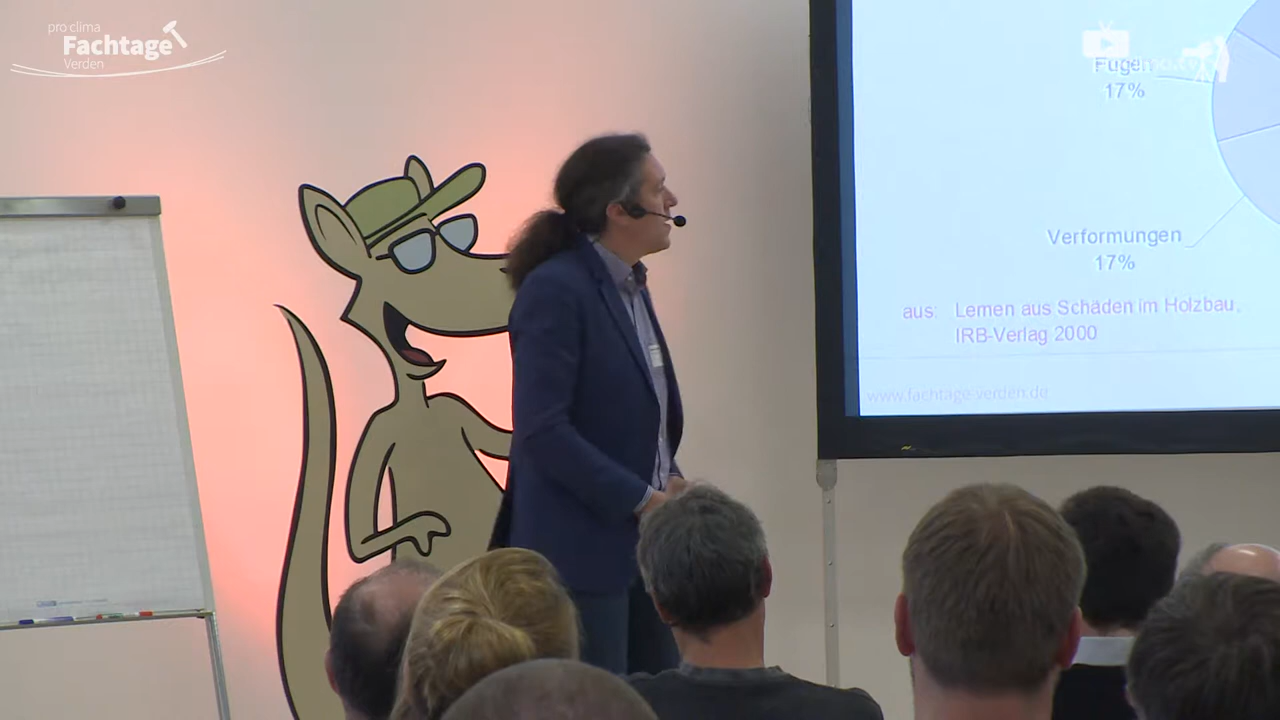 pro clima
Fachtage
Verden
Fugen
17%
Verformungen
17%
aus: Lernen aus Schäden im Holzbau,
IRB-Verlag 2000
www.fachtage-verden.de